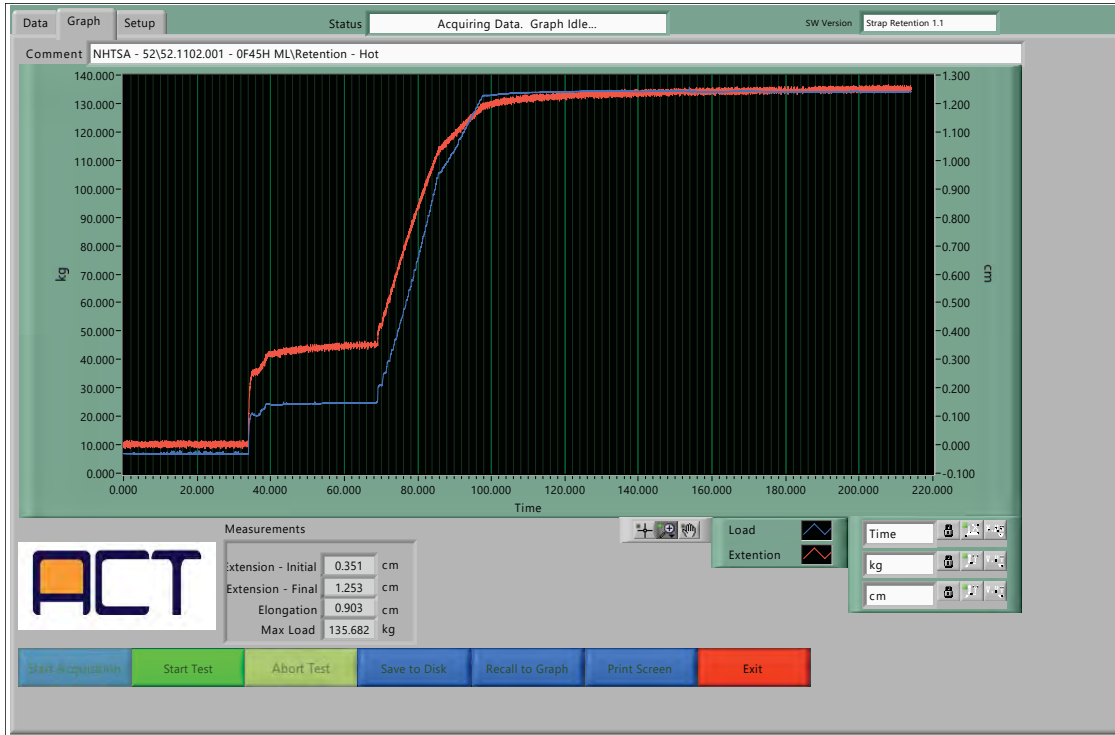 Data Graph Setup Status Acquiring Data. Graph Idle... SW Version Strap Retention 1.1
Comment NHTSA - 52\52.1102.001 - 0F45H ML\Retention - Hot
140.000
130.000
120.000
110.000
100.000
90.000
80.000
70.000
60.000
50.000
40.000
30.000
20.000
10.000
0.000
kg
1.300
1.200
1.100
1.000
0.900
0.800
0.700
0.600
0.500
0.400
0.300
0.200
0.100
0.000
-0.100
cm
0.000 20.000 40.000 60.000 80.000 100.000 120.000 140.000 160.000 180.000 200.000 220.000
Time
Measurements
Extension - Initial 0.351 cm
Extension - Final 1.253 cm
Elongation 0.903 cm
Max Load 135.682 kg
Load
Extention
Time
kg
cm
ACT
Start Acquisition Start Test Abort Test Save to Disk Recall to Graph Print Screen Exit